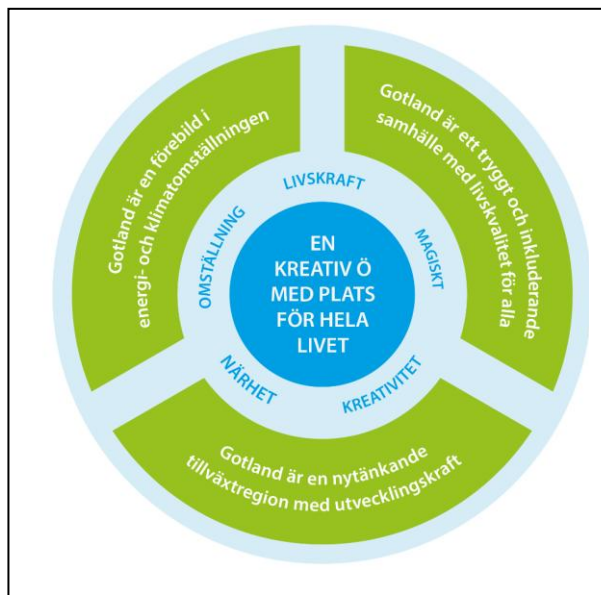 Gotland är en förebild i
energi- och klimatomställningen
Gotland är ett tryggt och inkluderande
samhälle med livskvalitet för alla
LIVSKRAFT
OMSTÄLLNING
MAGISKT
EN
KREATIV Ö
MED PLATS
FÖR HELA
LIVET
NÄRHET
KREATIVITET
Gotland är en nytänkande
tillväxtregion med utvecklingskraft